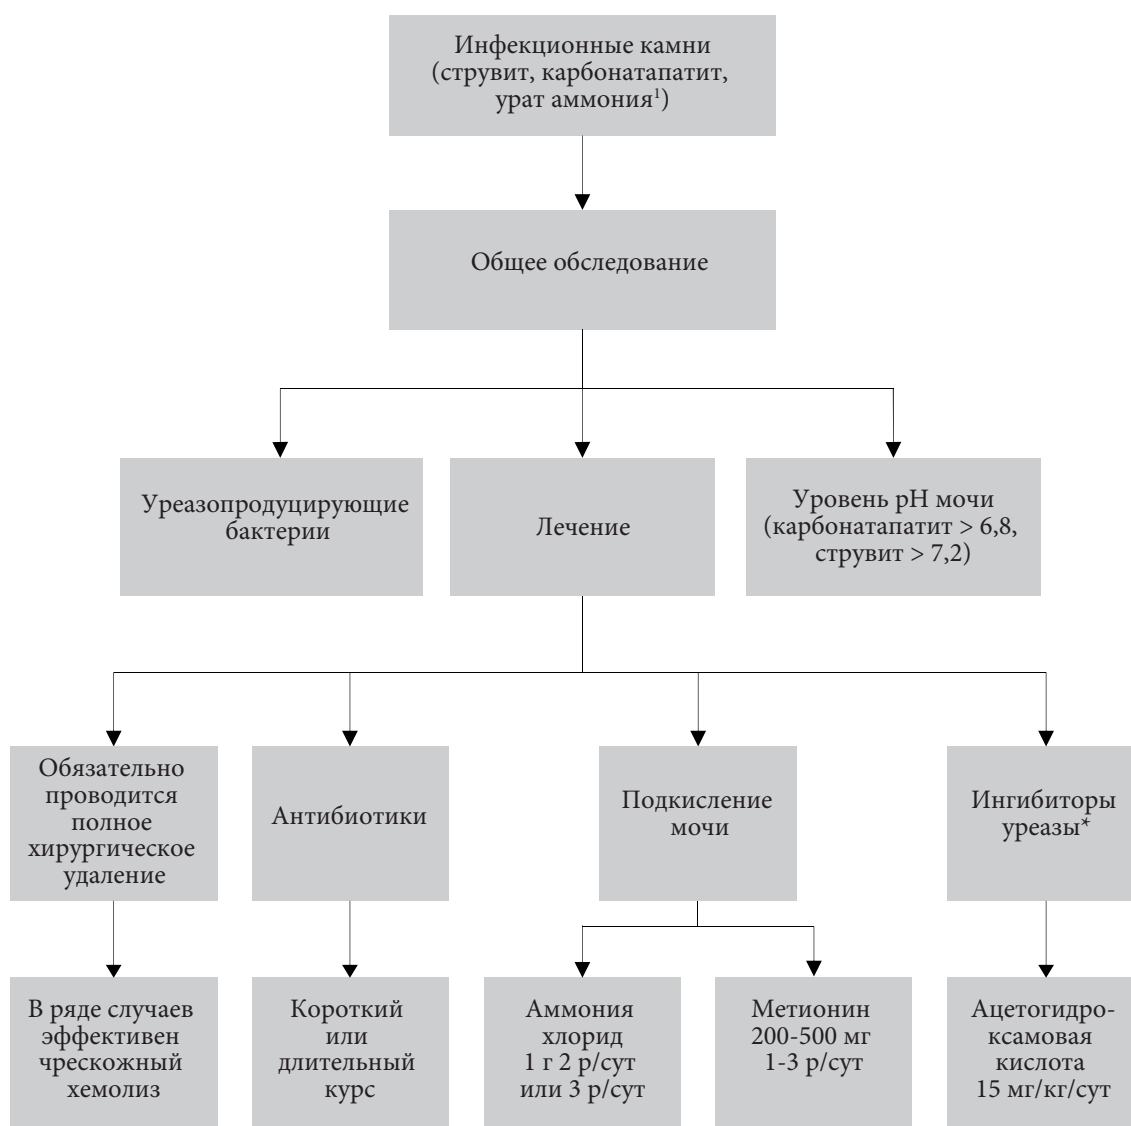 Инфекционные камни
(струвит, карбонатапатит,
урат аммония¹)
Общее обследование
Уреазопродуцирующие
бактерии
Лечение
Уровень pH мочи
(карбонатапатит > 6,8,
струвит > 7,2)
Обязательно
проводится
полное
хирургическое
удаление
Антибиотики
Подкисление
мочи
Ингибиторы
уреазы*
В ряде случаев
эффективен
чрескожный
хемолиз
Короткий
или
длительный
курс
Аммония
хлорид
1 г 2 р/сут
или 3 р/сут
Метионин
200-500 мг
1-3 р/сут
Ацетогидро-
ксамовая
кислота
15 мг/кг/сут